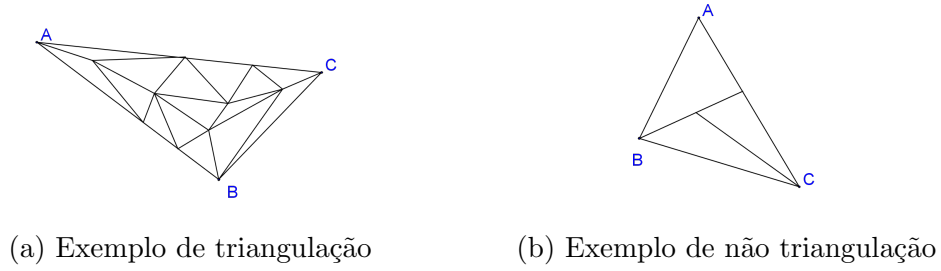 A
C
B
A
B
C
(a) Exemplo de triangulação
(b) Exemplo de não triangulação